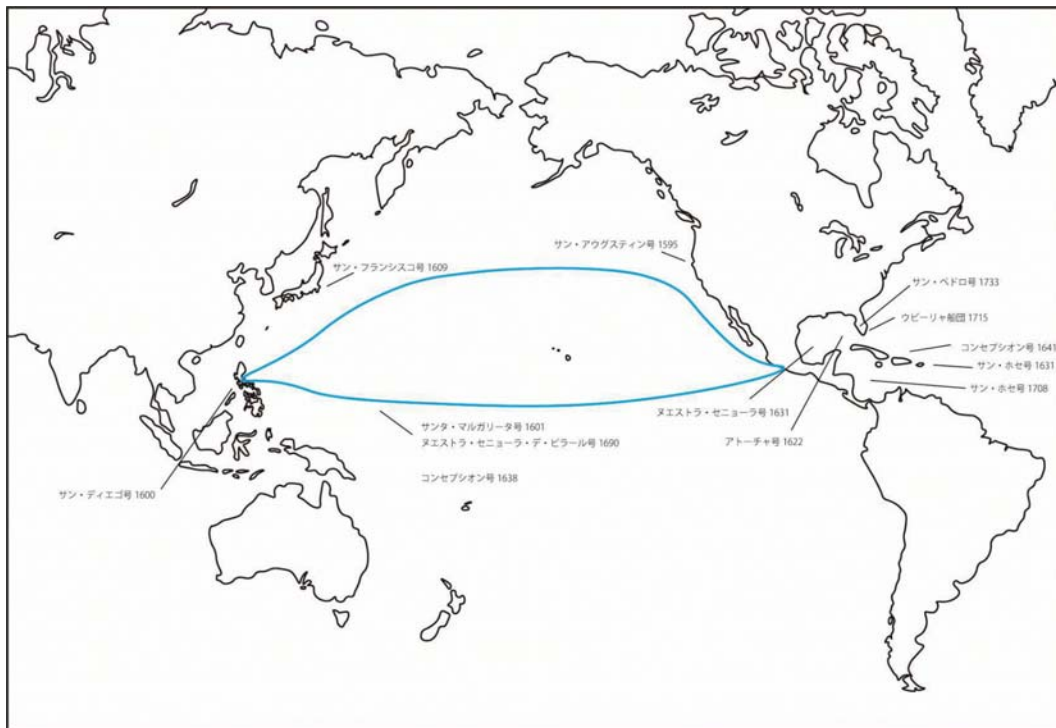 サン・アウグスティン号 1595
サン・フランシスコ号 1609
サン・ペドロ号 1733
ウビーリャ船団 1715
コンセプシオン号 1641
サン・ホセ号 1631
サン・ホセ号 1708
ヌエストラ・セニョーラ号 1631
サンタ・マルガリータ号 1601
ヌエストラ・セニョーラ・デ・ピラール号 1690
アトーチャ号 1622
コンセプシオン号 1638
サン・ディエゴ号 1600